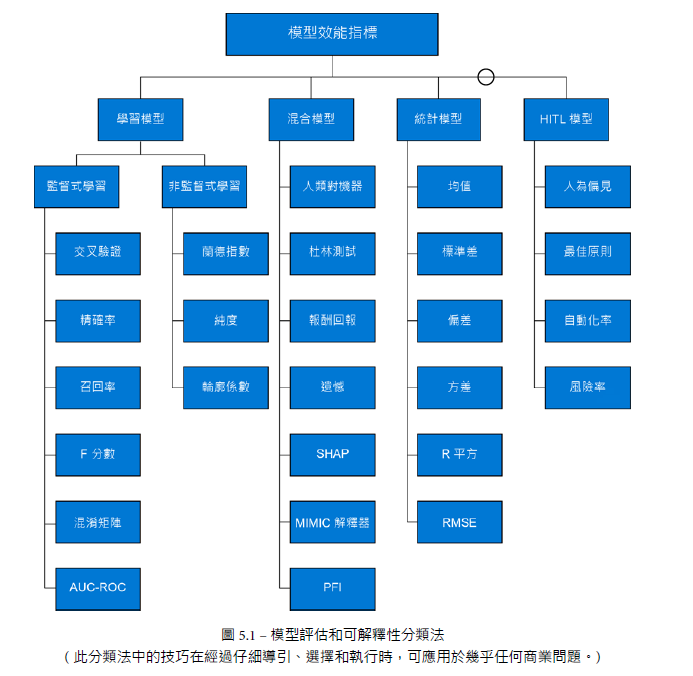 模型效能指標
學習模型
混合模型
統計模型
HITL 模型
監督式學習
非監督式學習
人類對機器
均值
人為偏見
交叉驗證
蘭德指數
杜林測試
標準差
最佳原則
精確率
純度
報酬回報
偏差
自動化率
召回率
輪廓係數
遺憾
方差
風險率
F 分數
SHAP
R 平方
混淆矩陣
MIMIC 解釋器
RMSE
AUC-ROC
PFI
圖 5.1 – 模型評估和可解釋性分類法
( 此分類法中的技巧在經過仔細導引、選擇和執行時，可應用於幾乎任何商業問題。)